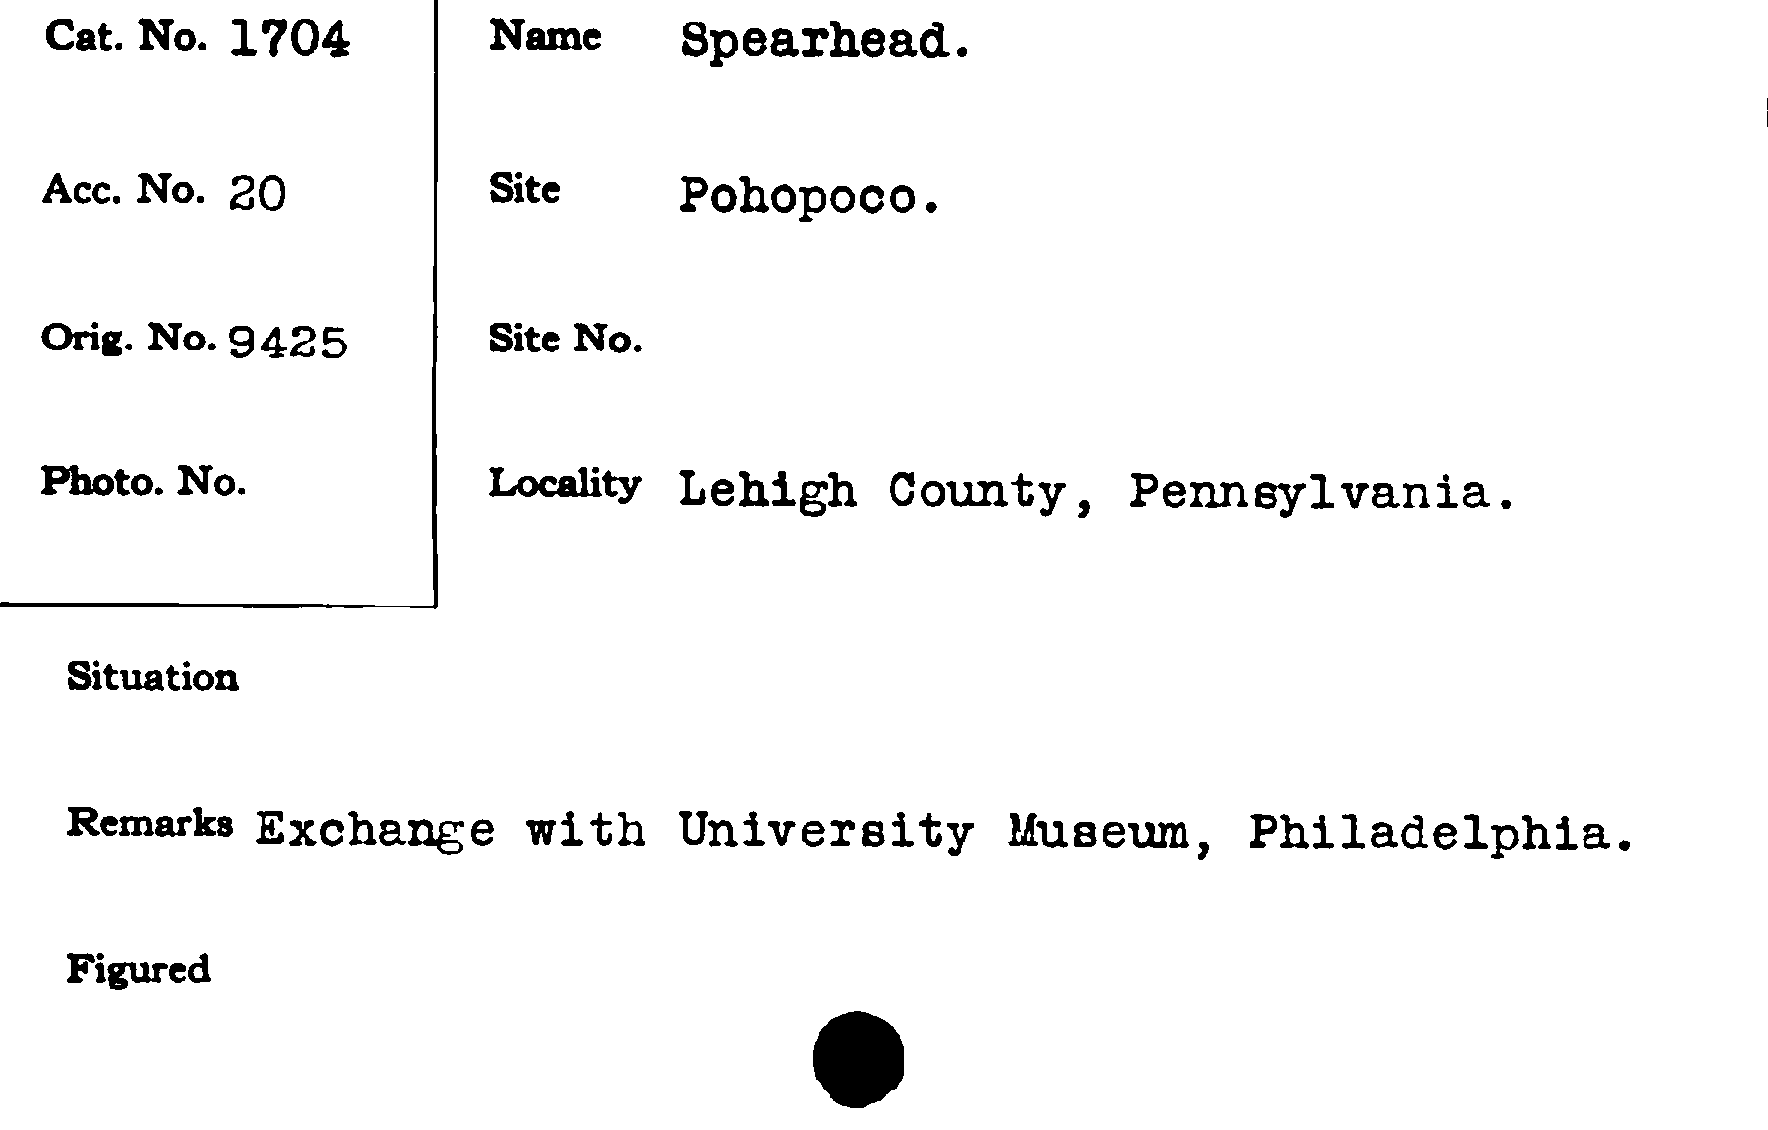 Cat. No. 1704
Name Spearhead.
Acc. No. 20
Site Pohopoco.
Orig. No. 9425
Site No.
Photo. No.
Locality Lehigh County, Pennsylvania.
Situation
Remarks Exchange with University Museum, Philadelphia.
Figured